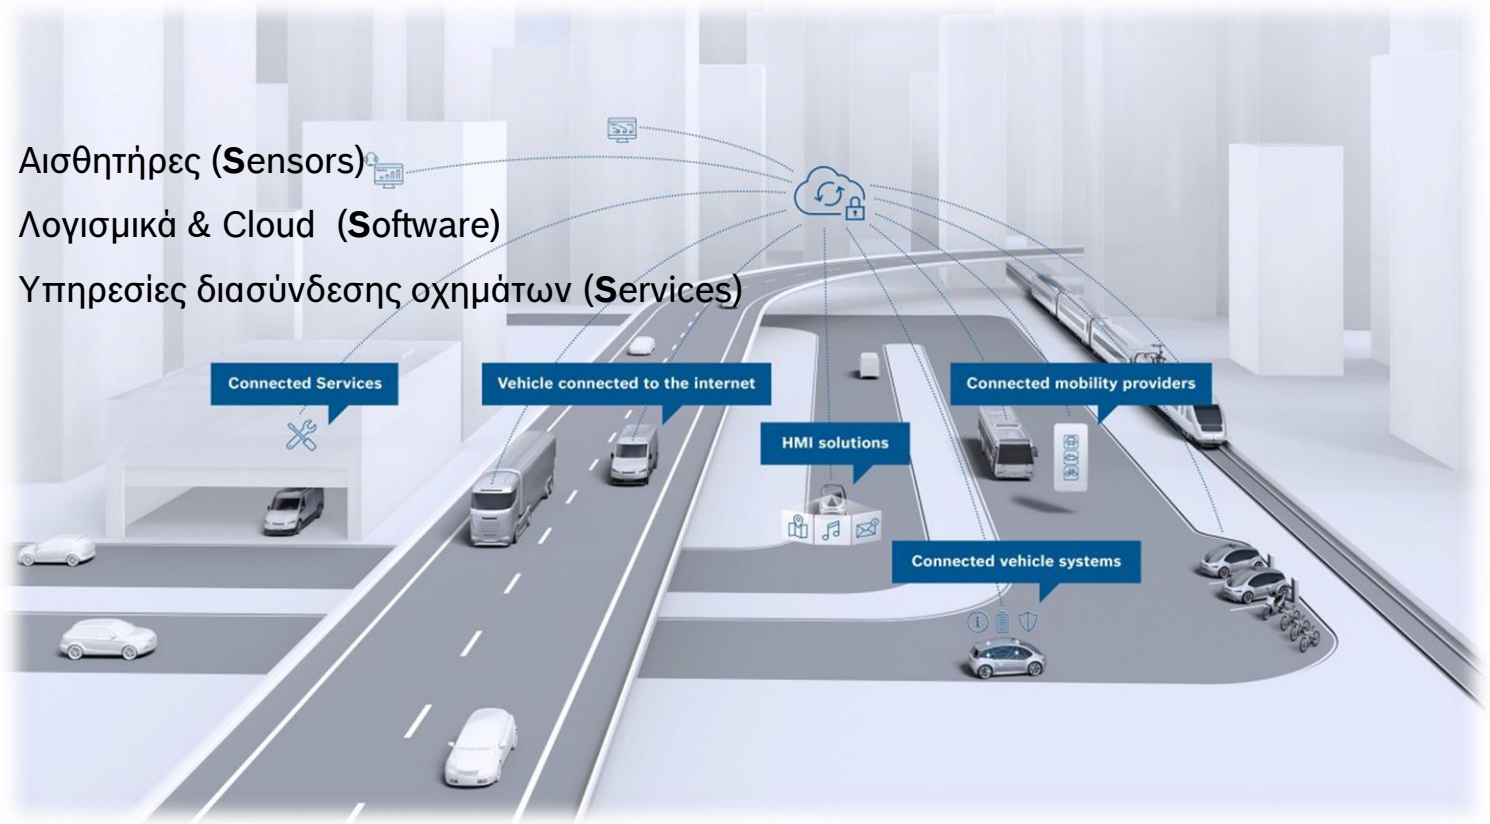 Αισθητήρες (Sensors)
Λογισμικά & Cloud (Software)
Υπηρεσίες διασύνδεσης οχημάτων (Services)
Connected Services
Vehicle connected to the internet
Connected mobility providers
HMI solutions
Connected vehicle systems